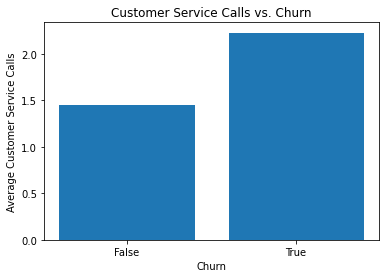 Customer Service Calls vs. Churn
Average Customer Service Calls
2.0
1.5
1.0
0.5
0.0
False
True
Churn